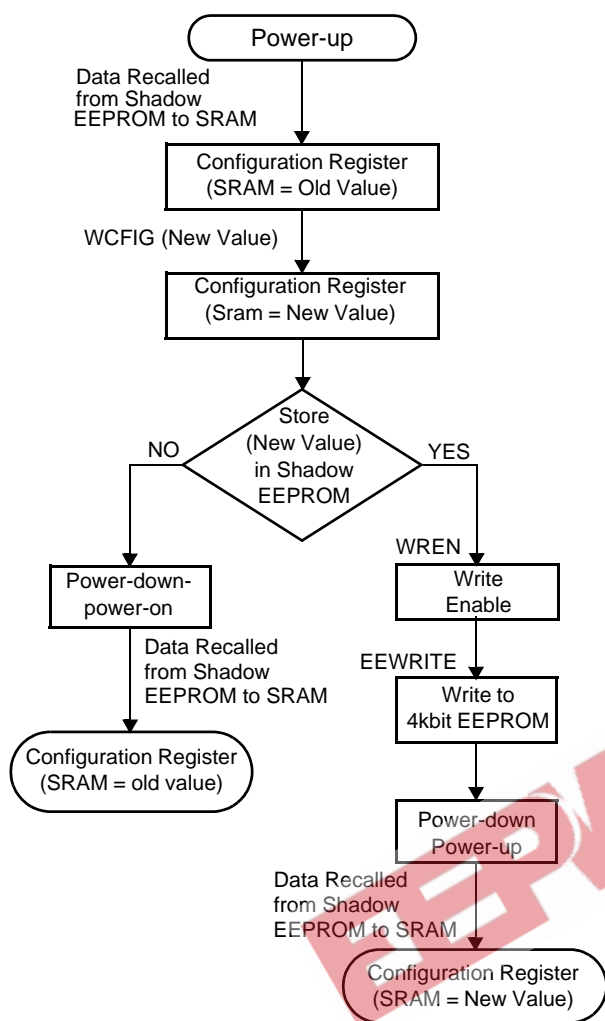 Power-up
Data Recalled
from Shadow
EEPROM to SRAM
Configuration Register
(SRAM = Old Value)
WCFIG (New Value)
Configuration Register
(Sram = New Value)
Store
(New Value)
in Shadow
EEPROM
NO
YES
Power-down-
power-on
Data Recalled
from Shadow
EEPROM to SRAM
Configuration Register
(SRAM = old value)
WREN
Write
Enable
EEWRITE
Write to
4kbit EEPROM
Power-down
Power-up
Data Recalled
from Shadow
EEPROM to SRAM
Configuration Register
(SRAM = New Value)